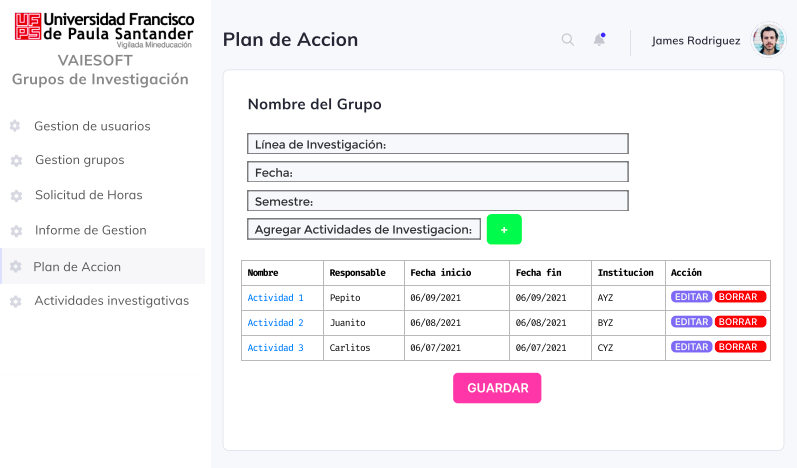 UFPS
Universidad Francisco
de Paula Santander
Vigilada Mineducación
VAIESOFT
Grupos de Investigación
Gestion de usuarios
Gestion grupos
Solicitud de Horas
Informe de Gestion
Plan de Accion
Actividades investigativas
Plan de Accion
James Rodriguez
Nombre del Grupo
Línea de Investigación:
Fecha:
Semestre:
Agregar Actividades de Investigacion: +
Nombre Responsable Fecha inicio Fecha fin Institucion Acción
Actividad 1 Pepito 06/09/2021 06/09/2021 AYZ EDITAR BORRAR
Actividad 2 Juanito 06/08/2021 06/08/2021 BYZ EDITAR BORRAR
Actividad 3 Carlitos 06/07/2021 06/07/2021 CYZ EDITAR BORRAR
GUARDAR